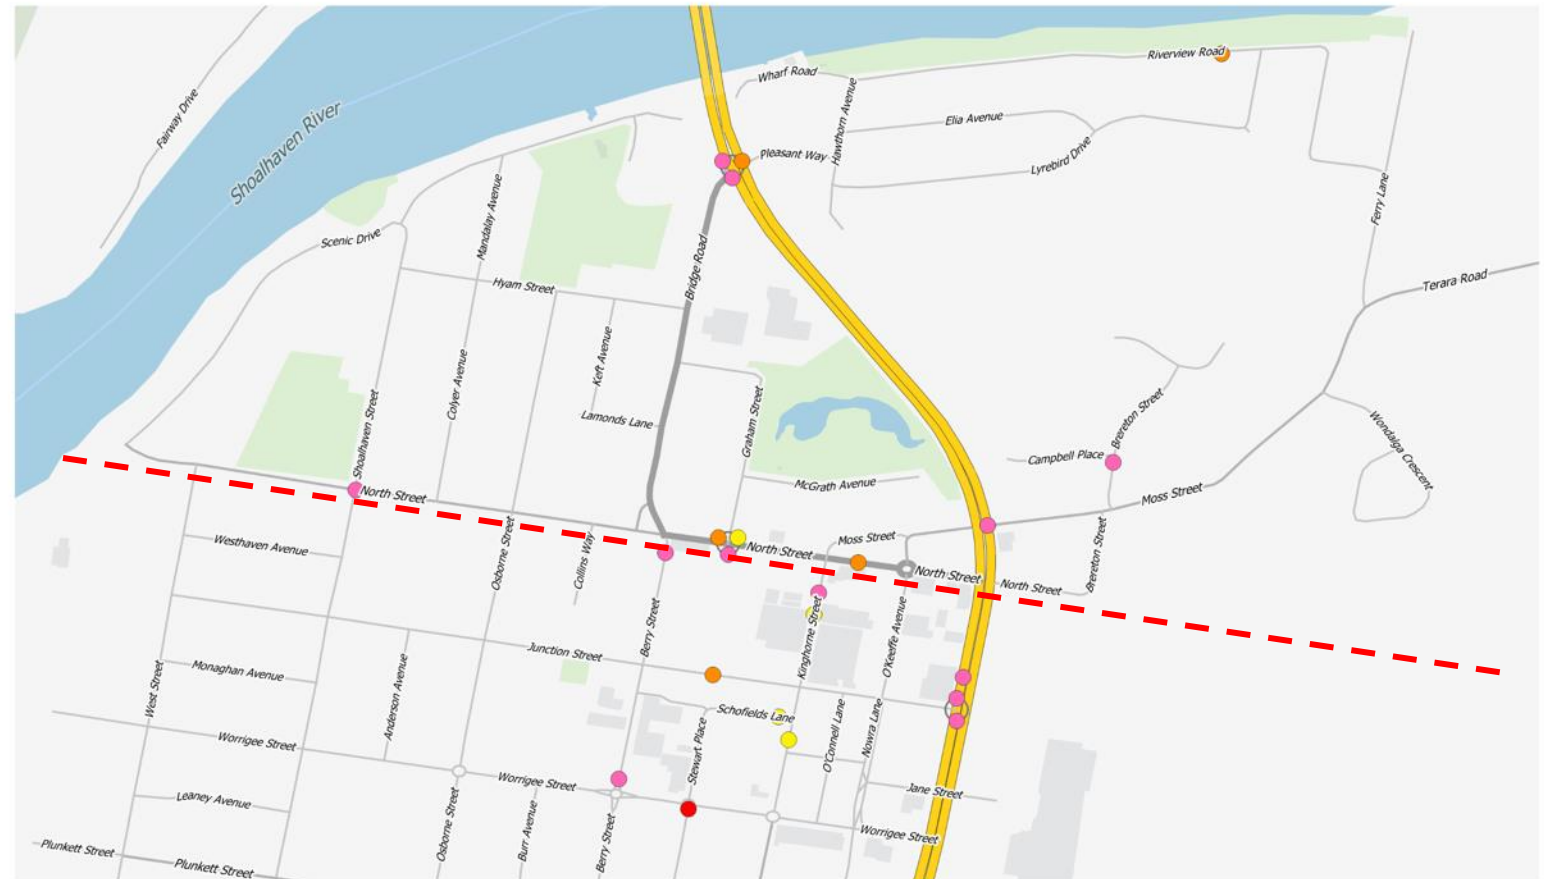 Riverview Road
Wharf Road
Fairway Drive
Hawthorn Avenue
Elia Avenue
Shoalhaven River
Pleasant Way
Lyrebird Drive
Mandalay Avenue
Ferry Lane
Scenic Drive
Bridge Road
Hyam Street
Terara Road
Keft Avenue
Colyer Avenue
Lamonds Lane
Graham Street
Shoalhaven Street
Brereton Street
Campbell Place
Wondalga Crescent
McGrath Avenue
North Street
Moss Street
Moss Street
Westhaven Avenue
Osborne Street
Collins Way
North Street
North Street
North Street
Brereton Street
Berry Street
Kinghorne Street
O'Keeffe Avenue
Junction Street
Monaghan Avenue
West Street
Anderson Avenue
Schofields Lane
Stewart Place
O'Connell Lane
Nowra Lane
Worrigee Street
Worrigee Street
Jane Street
Leaney Avenue
Osborne Street
Burr Avenue
Berry Street
Worrigee Street
Plunkett Street
Plunkett Street